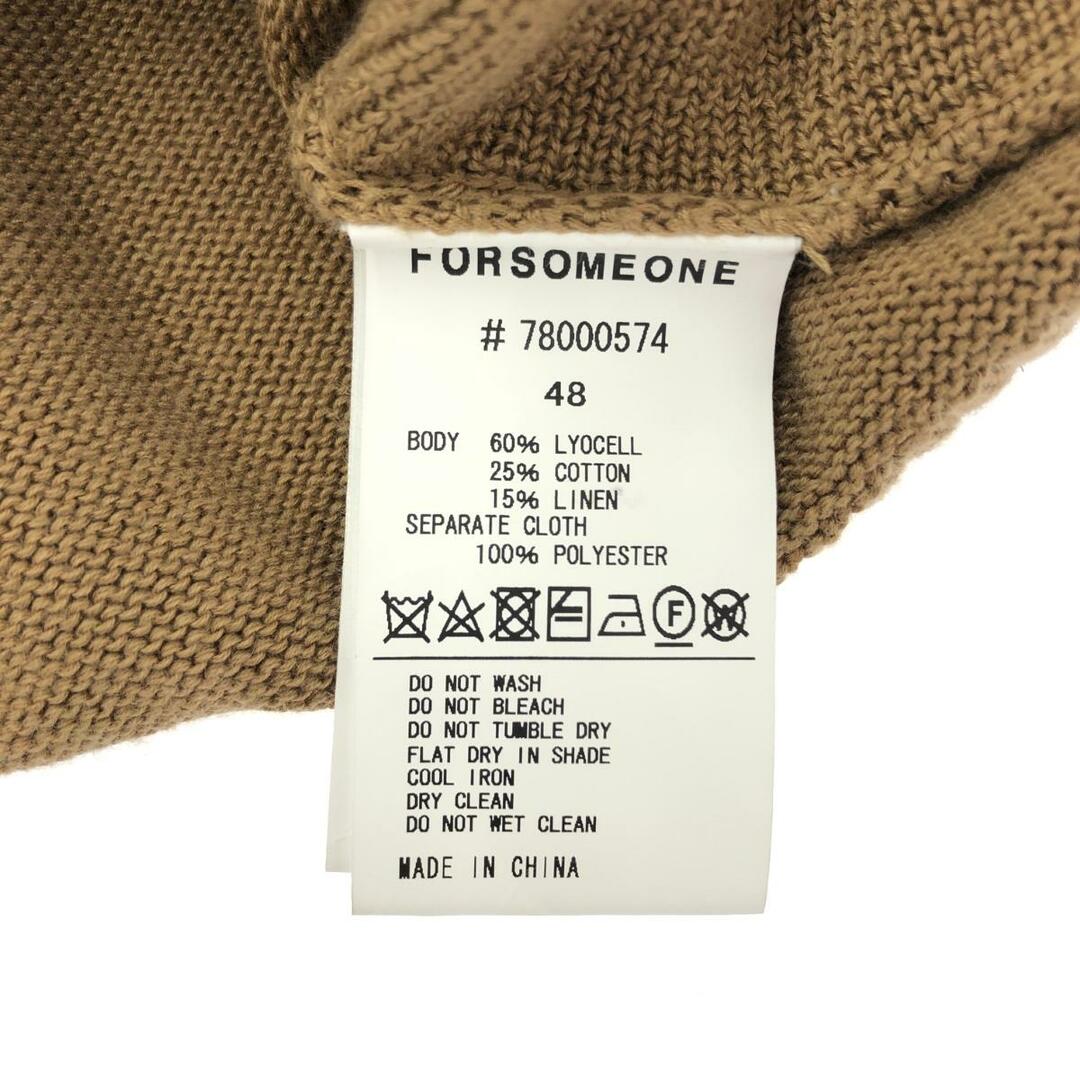 FORSOMEONE
# 78000574
48
BODY 60% LYOCELL
25% COTTON
15% LINEN
SEPARATE CLOTH
100% POLYESTER
F W
DO NOT WASH
DO NOT BLEACH
DO NOT TUMBLE DRY
FLAT DRY IN SHADE
COOL IRON
DRY CLEAN
DO NOT WET CLEAN
MADE IN CHINA